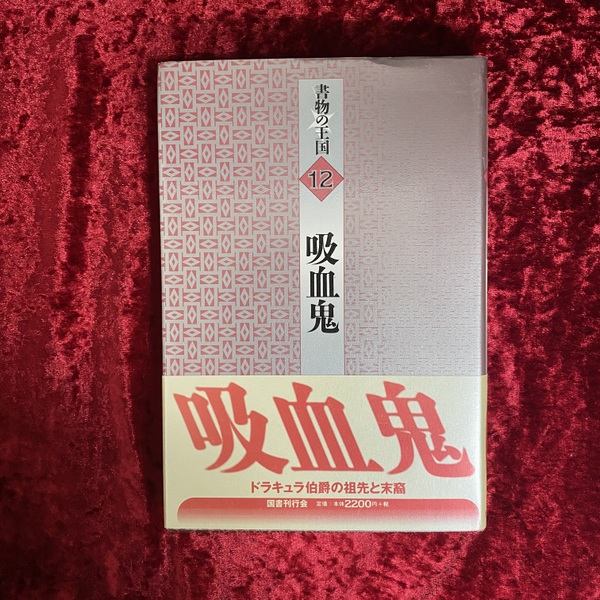 書物の王国
12
吸血鬼
吸血鬼
ドラキュラ伯爵の祖先と末裔
国書刊行会 定価:本体2200円+税